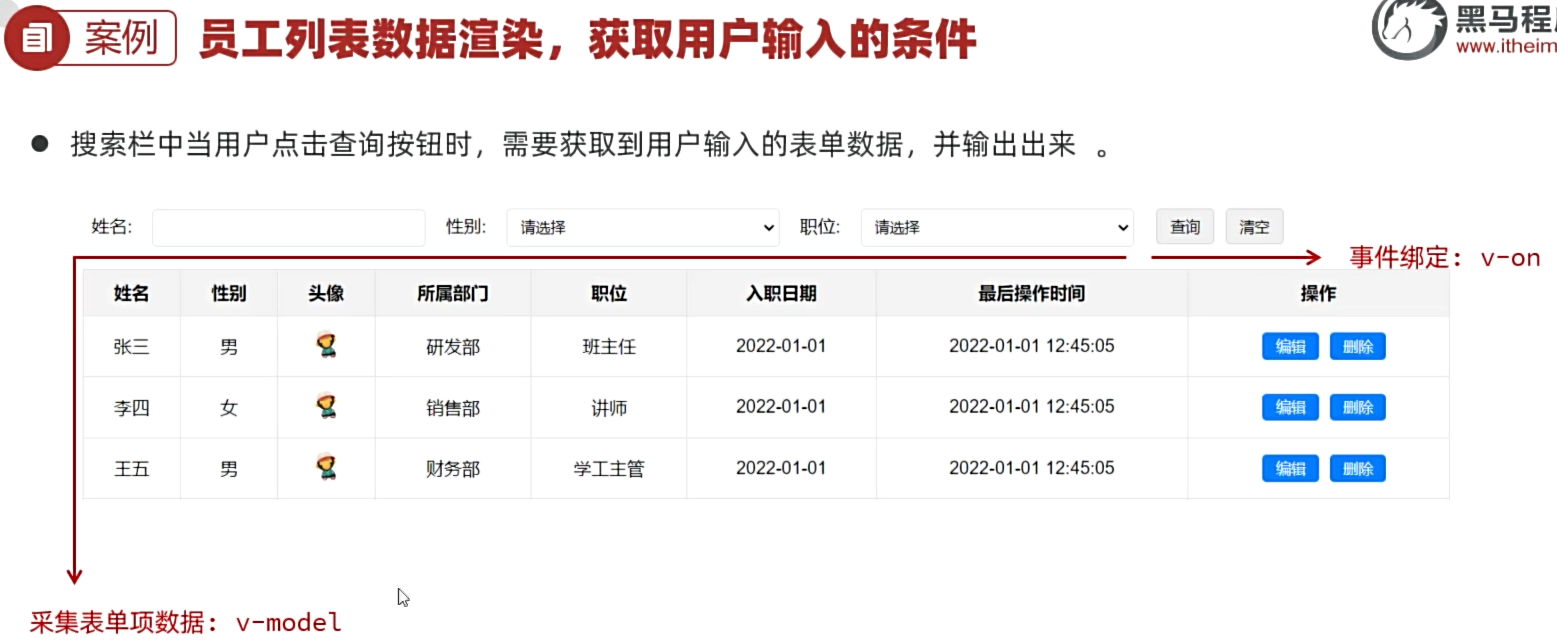 案例 员工列表数据渲染，获取用户输入的条件
黑马程
www.itheim
● 搜索栏中当用户点击查询按钮时，需要获取到用户输入的表单数据，并输出出来 。
姓名: 性别: 请选择 职位: 请选择 查询 清空
事件绑定: v-on
姓名 性别 头像 所属部门 职位 入职日期 最后操作时间 操作
张三 男 研发部 班主任 2022-01-01 2022-01-01 12:45:05 编辑 删除
李四 女 销售部 讲师 2022-01-01 2022-01-01 12:45:05 编辑 删除
王五 男 财务部 学工主管 2022-01-01 2022-01-01 12:45:05 编辑 删除
采集表单项数据: v-model